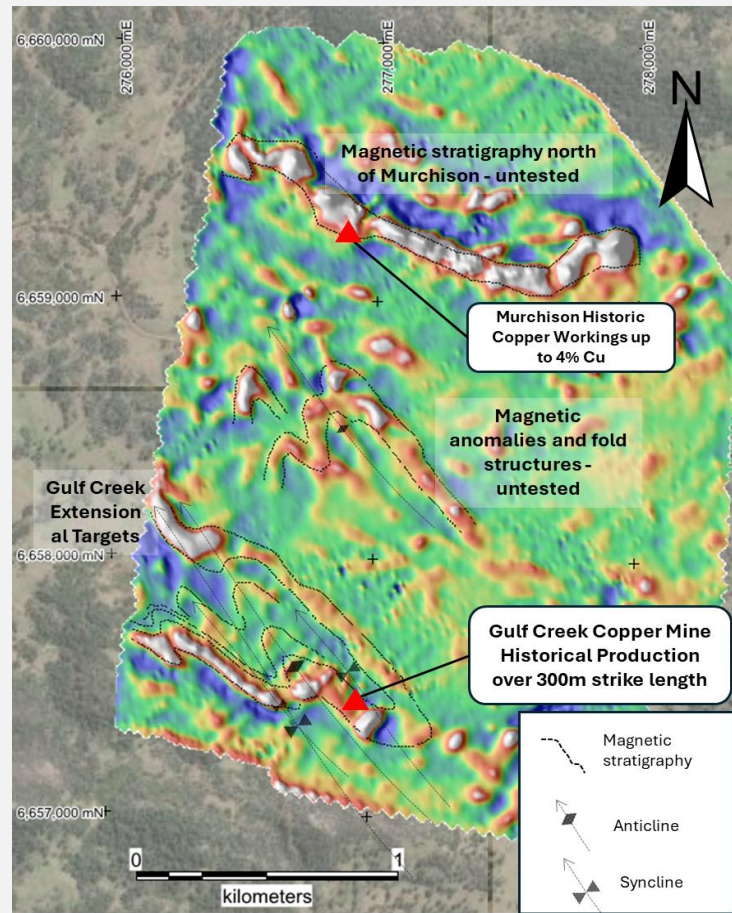 6,660,000 mN
276,000 mE
277,000 mE
278,000 mE
N
Magnetic stratigraphy north
of Murchison - untested
6,659,000 mN
Murchison Historic
Copper Workings up
to 4% Cu
Magnetic
anomalies and fold
structures -
untested
Gulf Creek
Extension
al Targets
6,658,000 mN
Gulf Creek Copper Mine
Historical Production
over 300m strike length
Magnetic
stratigraphy
Anticline
Syncline
6,657,000 mN
0
1
kilometers